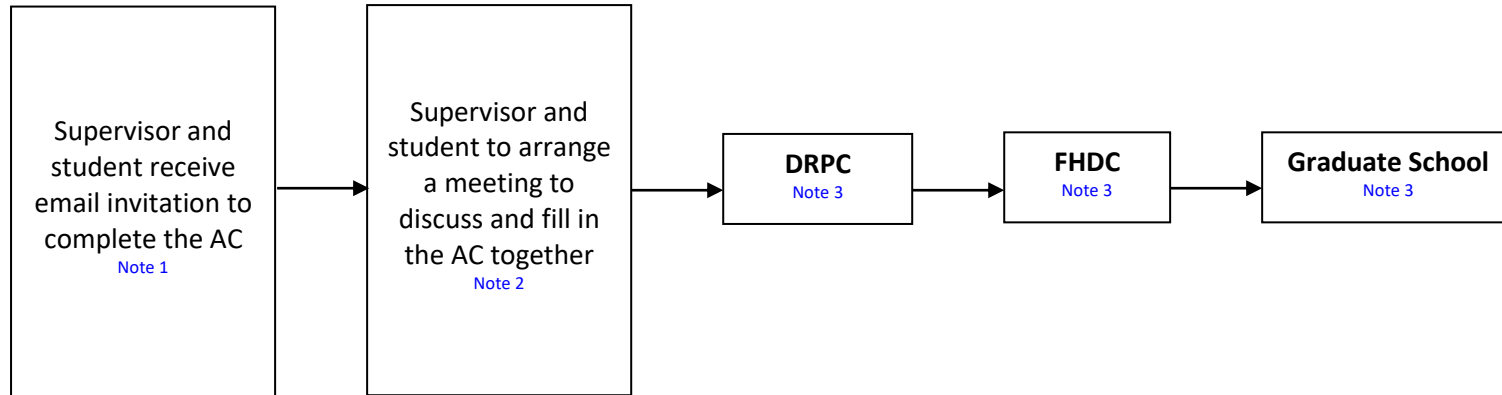 Supervisor and
student receive
email invitation to
complete the AC
Note 1
Supervisor and
student to arrange
a meeting to
discuss and fill in
the AC together
Note 2
DRPC
Note 3
FHDC
Note 3
Graduate School
Note 3